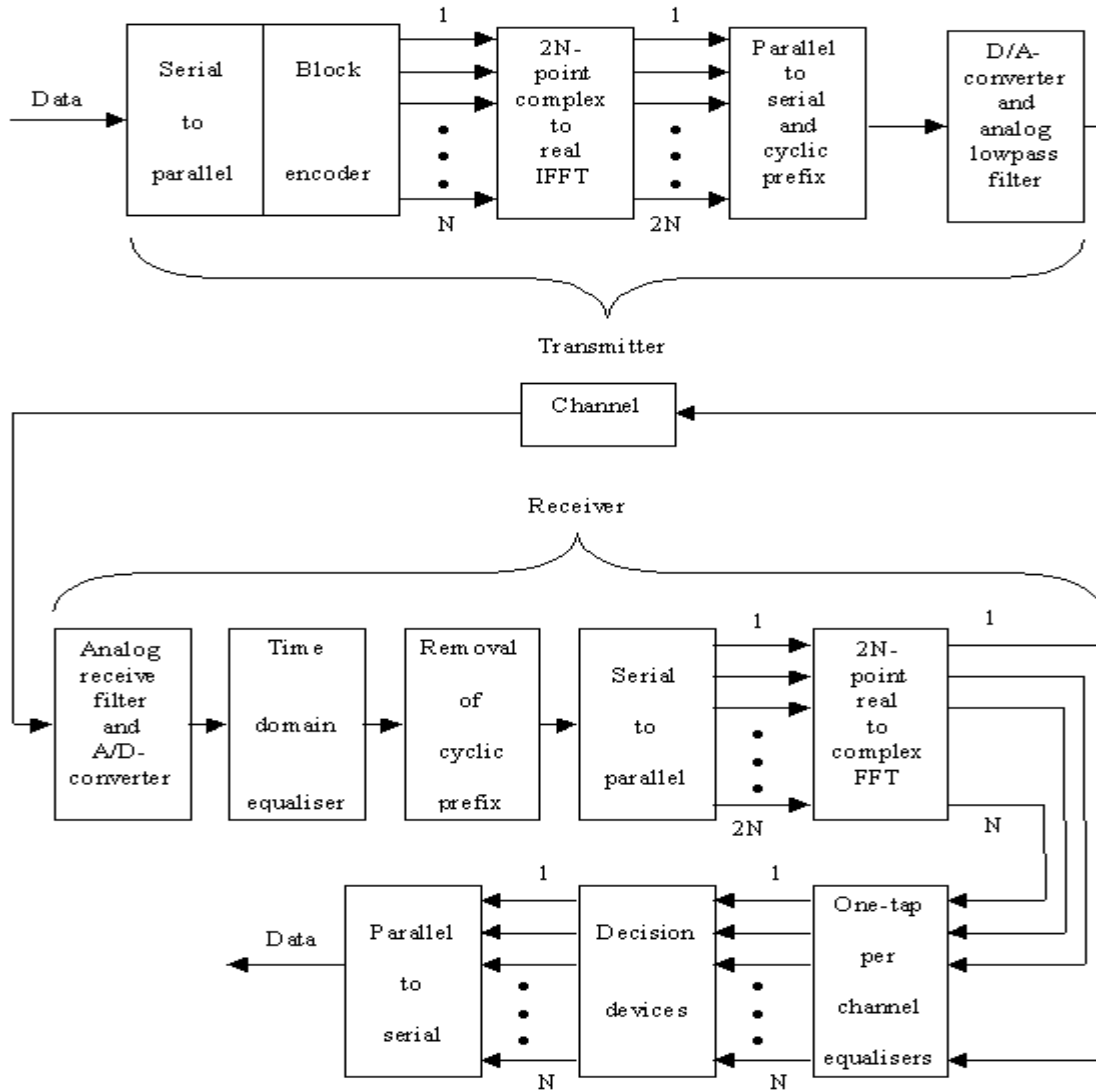 1
1
Serial
to
parallel
Block
encoder
2N-
point
complex
to
real
IFFT
Parallel
to
serial
and
cyclic
prefix
D/A-
converter
and
analog
lowpass
filter
Data
N
2N
Transmitter
Channel
Receiver
Analog
receive
filter
and
A/D-
converter
Time
domain
equaliser
Removal
of
cyclic
prefix
Serial
to
parallel
1
2N
2N-
point
real
to
complex
FFT
1
N
One-tap
per
channel
equalisers
1
N
Decision
devices
1
N
Parallel
to
serial
Data